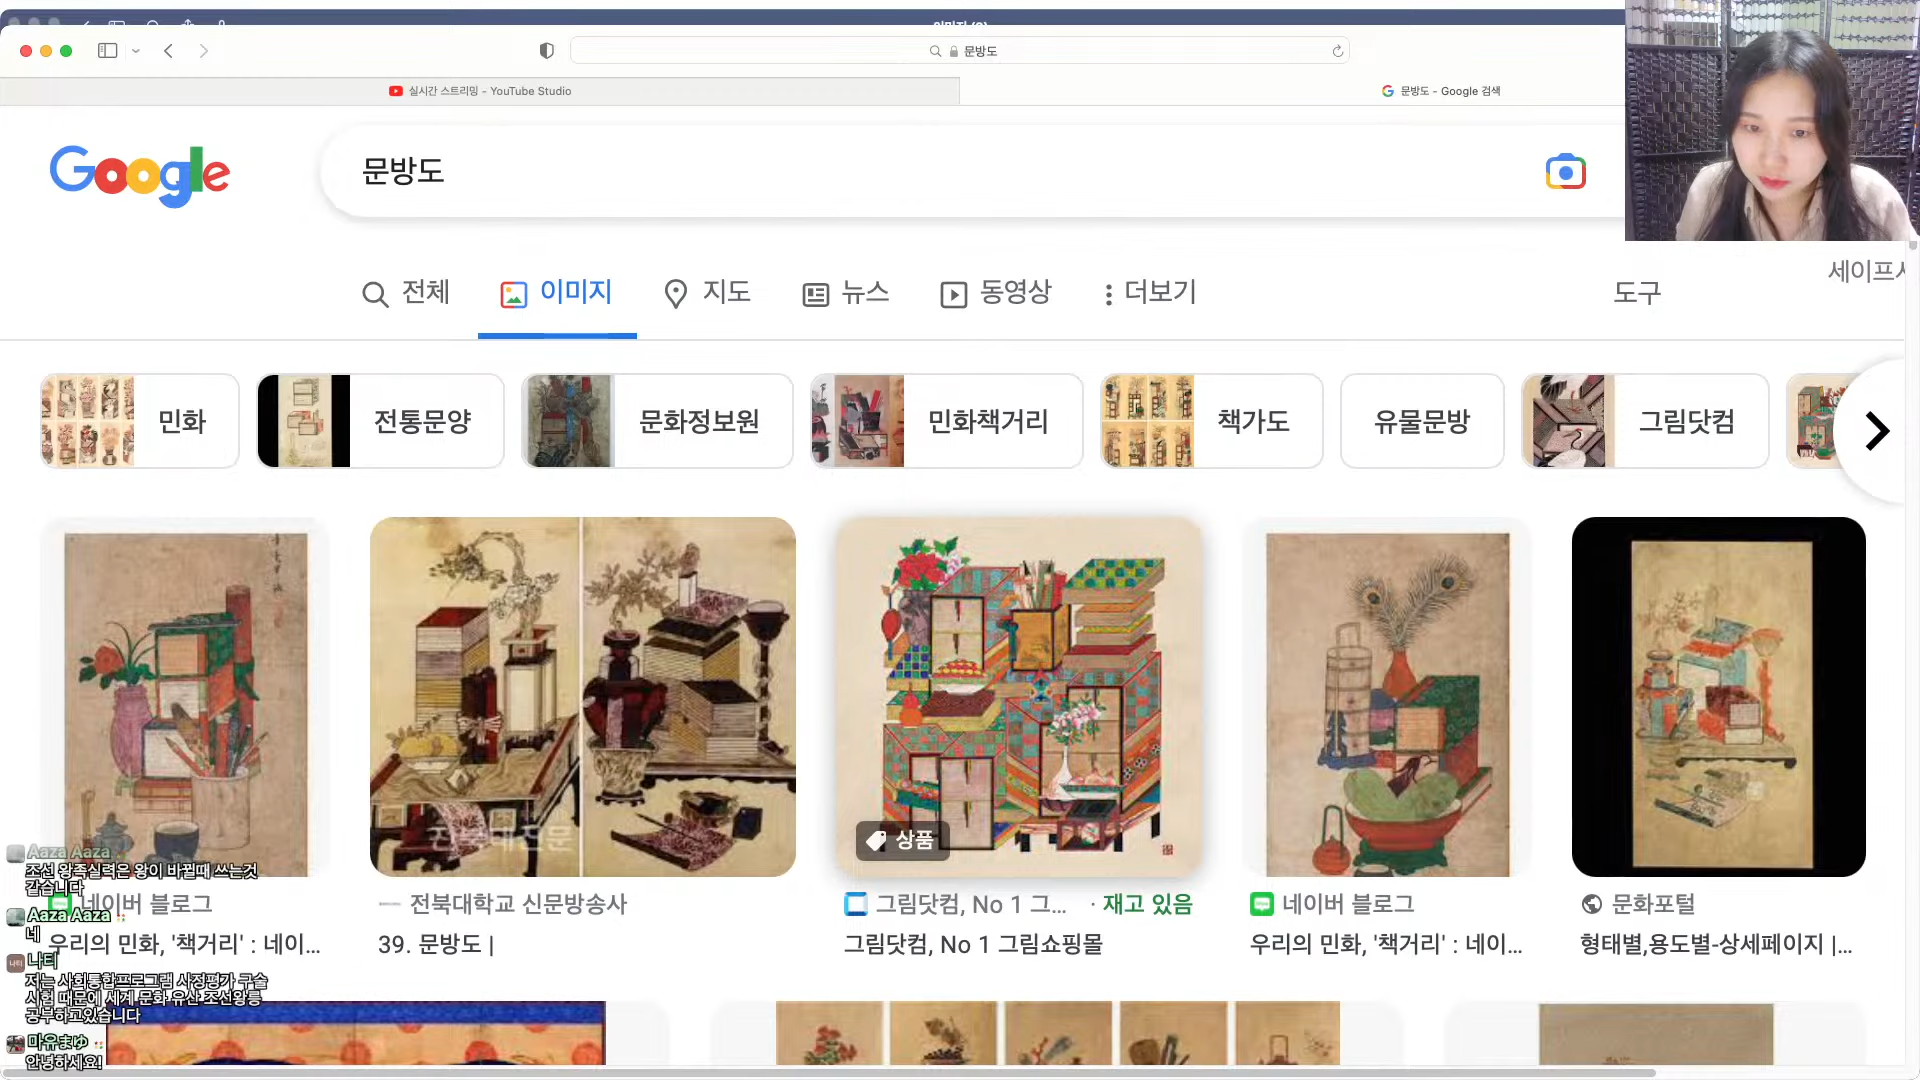 문방도
실시간 스트리밍 - YouTube Studio
문방도 - Google 검색
Google
문방도
전체
이미지
지도
뉴스
동영상
더보기
도구
민화
전통문양
문화정보원
민화책거리
책가도
유물문방
그림닷컴
상품
네이버 블로그
우리의 민화, '책거리' : 네이...
전북대학교 신문방송사
39. 문방도 |
그림닷컴, No 1 그... · 재고 있음
그림닷컴, No 1 그림쇼핑몰
네이버 블로그
우리의 민화, '책거리' : 네이...
문화포털
형태별,용도별-상세페이지 |...
Aaza Aaza
조선 왕족실력은 왕이 바뀔때 쓰는것
같습니다
Aaza Aaza
네
나티
저는 사회통합프로그램 사정평가 구술
시험 때문에 세계 문화 유산 조선왕릉
공부하고있습니다
마유まゆ
안녕하세요!